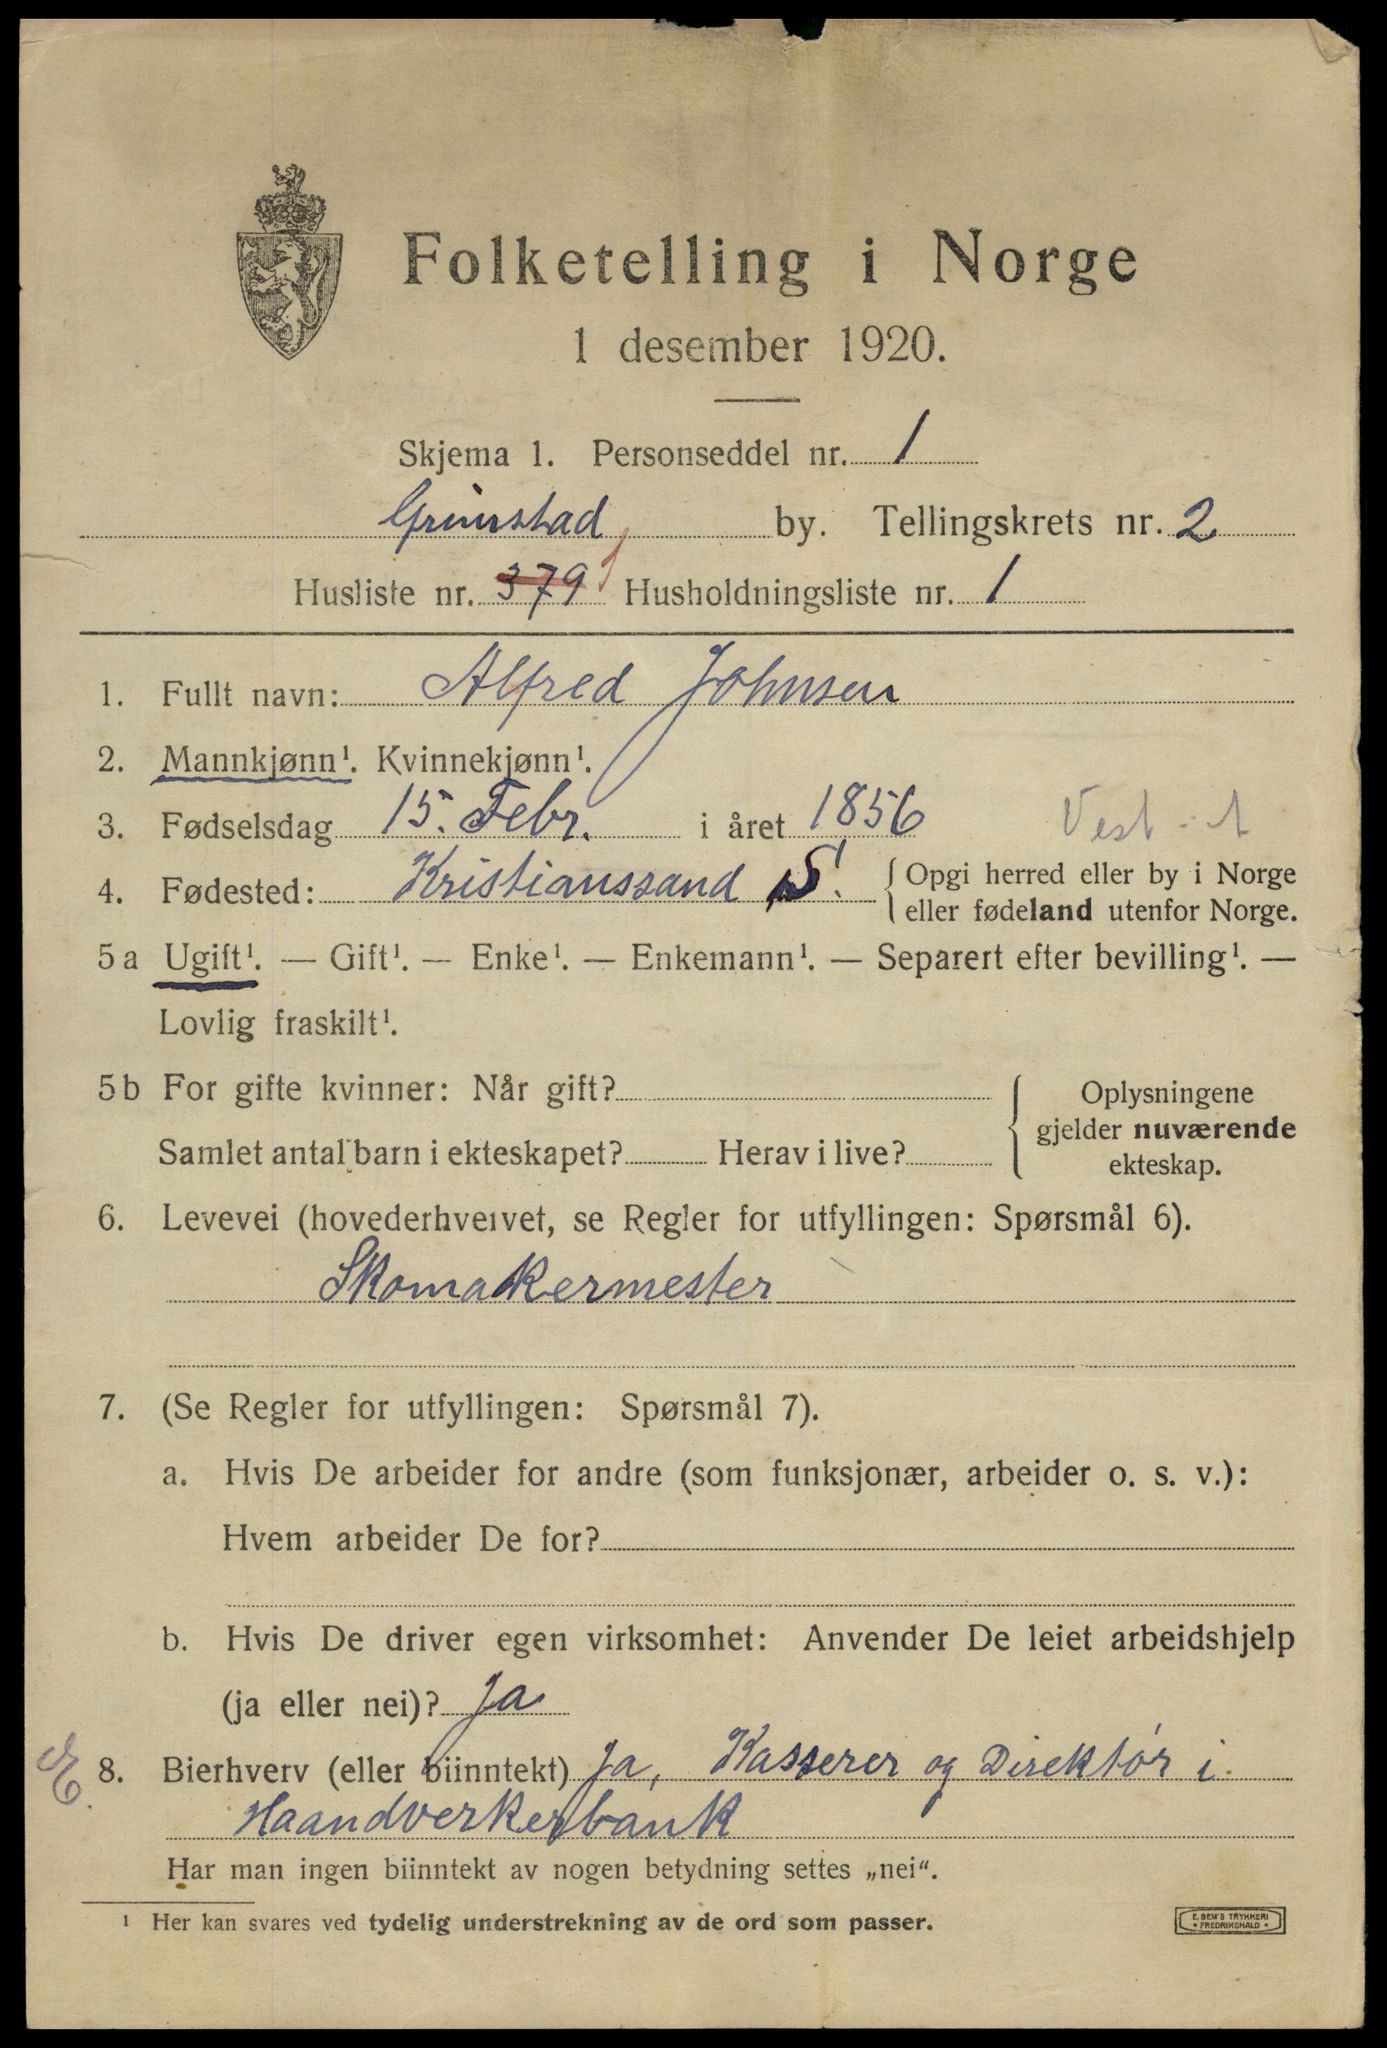 Folketelling i Norge
1 desember 1920.
Skjema 1. Personseddel nr. 1
Grimstad by. Tellingskrets nr. 2
Husliste nr. 379 1 Husholdningsliste nr. 1
1. Fullt navn: Alfred Johnsen
2. Mannkjønn¹. Kvinnekjønn¹.
3. Fødselsdag 15. Febr. i året 1856
4. Fødested: Kristianssand S. { Opgi herred eller by i Norge
eller fødeland utenfor Norge.
5a Ugift¹. — Gift¹. — Enke¹. — Enkemann¹. — Separert efter bevilling¹. —
Lovlig fraskilt¹.
5b For gifte kvinner: Når gift?
Samlet antal barn i ekteskapet? Herav i live?
Oplysningene
gjelder nuværende
ekteskap.
6. Levevei (hovederhvervet, se Regler for utfyllingen: Spørsmål 6).
Skomakermester
7. (Se Regler for utfyllingen: Spørsmål 7).
a. Hvis De arbeider for andre (som funksjonær, arbeider o. s. v.):
Hvem arbeider De for?
b. Hvis De driver egen virksomhet: Anvender De leiet arbeidshjelp
(ja eller nei)? Ja
8. Bierhverv (eller biinntekt) Ja, Kasserer og Direktør i
Haandverkerbank
Har man ingen biinntekt av nogen betydning settes „nei“.
¹ Her kan svares ved tydelig understrekning av de ord som passer.
E. SEM'S TRYKKERI
FREDRIKSHALD